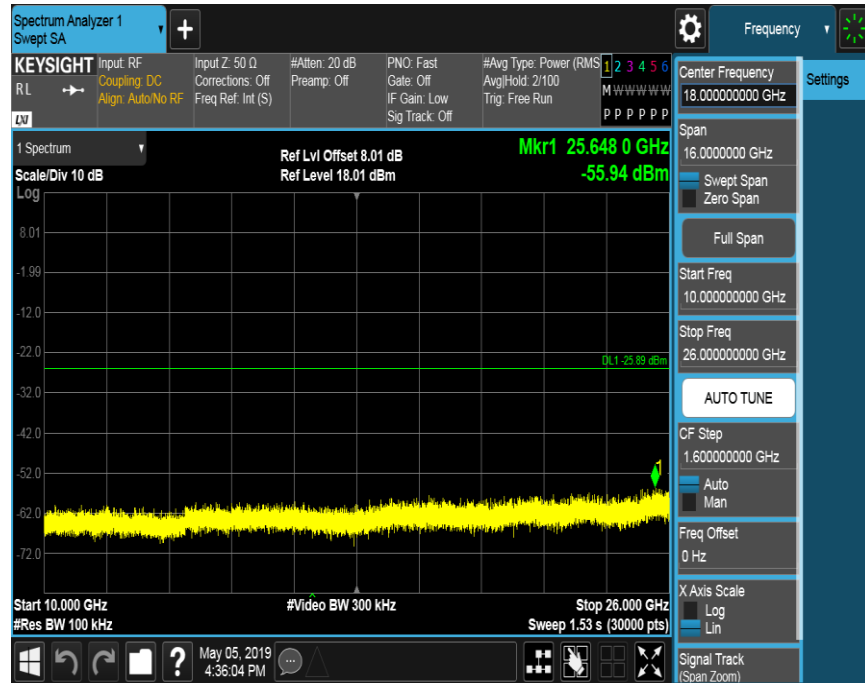 Spectrum Analyzer 1
Swept SA
+
Frequency
KEYSIGHT
RL
LXI
Input: RF
Coupling: DC
Align: Auto/No RF
Input Z: 50 Ω
Corrections: Off
Freq Ref: Int (S)
#Atten: 20 dB
Preamp: Off
PNO: Fast
Gate: Off
IF Gain: Low
Sig Track: Off
#Avg Type: Power (RMS
Avg|Hold: 2/100
Trig: Free Run
1 2 3 4 5 6
M W W W W W
P P P P P P
1 Spectrum
Scale/Div 10 dB
Log
Ref Lvl Offset 8.01 dB
Ref Level 18.01 dBm
Mkr1 25.648 0 GHz
-55.94 dBm
8.01
-1.99
-12.0
-22.0
DL1 -25.89 dBm
-32.0
-42.0
-52.0
1
-62.0
-72.0
Start 10.000 GHz
#Res BW 100 kHz
#Video BW 300 kHz
Stop 26.000 GHz
Sweep 1.53 s (30000 pts)
?
May 05, 2019
4:36:04 PM
Center Frequency
18.000000000 GHz
Settings
Span
16.0000000 GHz
Swept Span
Zero Span
Full Span
Start Freq
10.000000000 GHz
Stop Freq
26.000000000 GHz
AUTO TUNE
CF Step
1.600000000 GHz
Auto
Man
Freq Offset
0 Hz
X Axis Scale
Log
Lin
Signal Track
(Span Zoom)